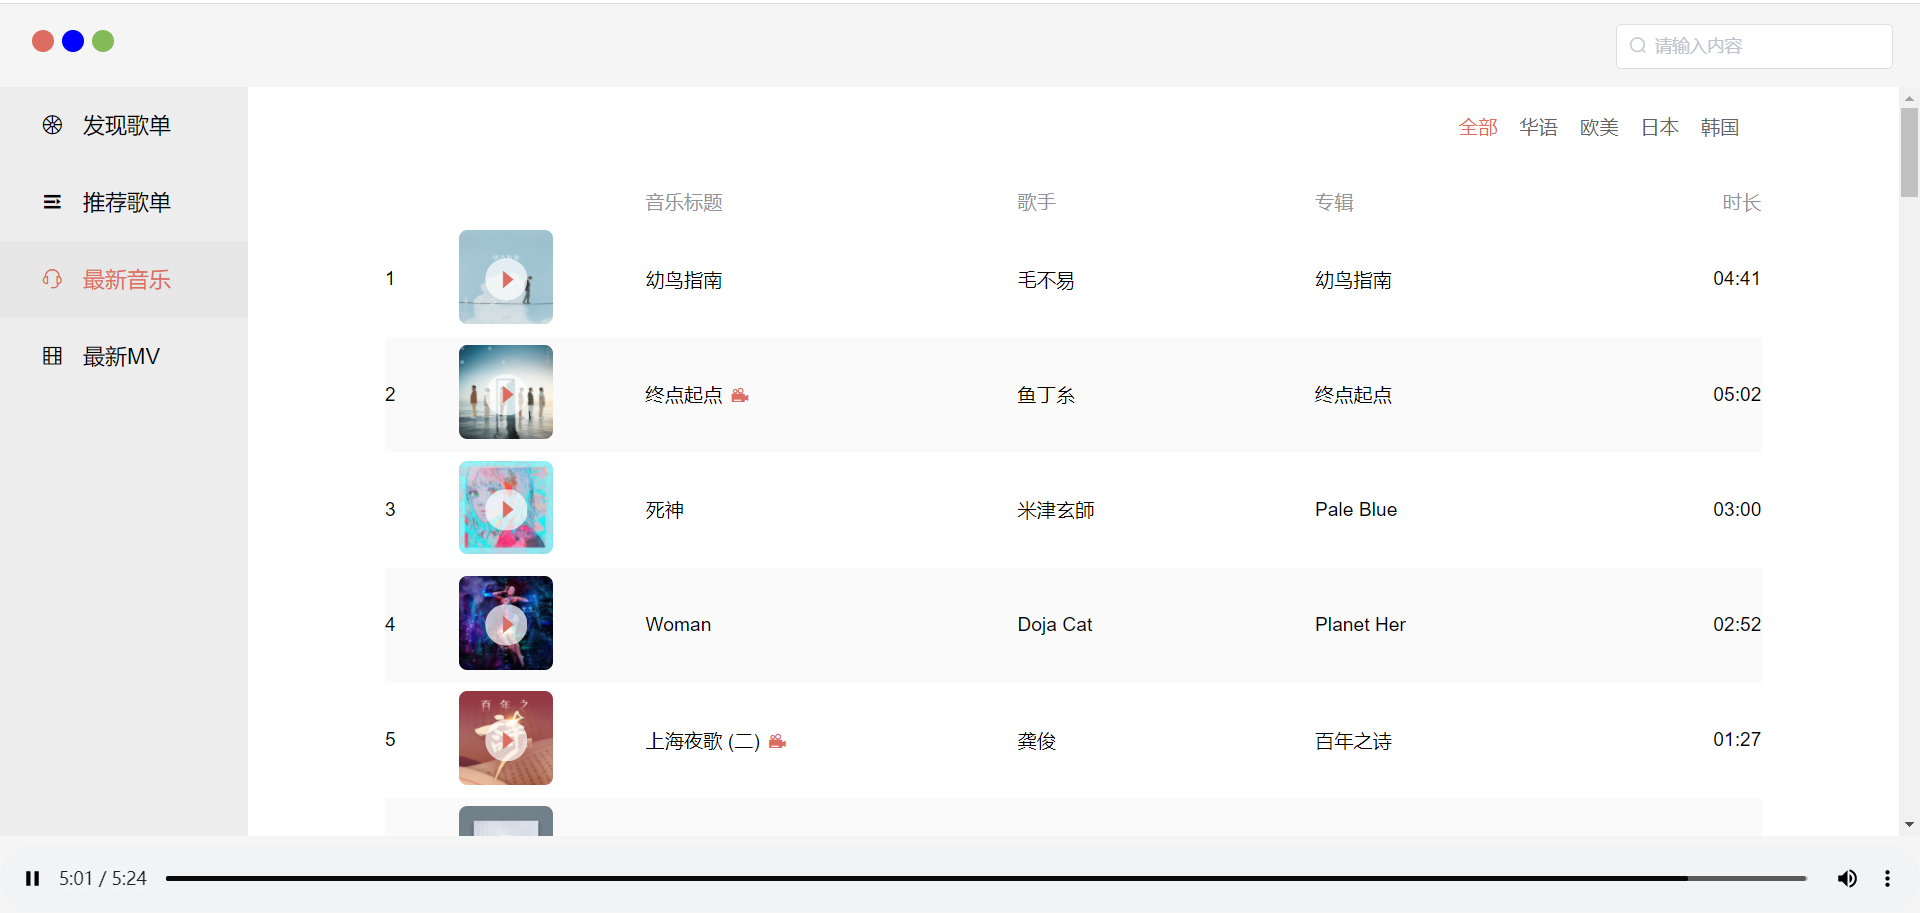 请输入内容
发现歌单
推荐歌单
最新音乐
最新MV
全部 华语 欧美 日本 韩国
音乐标题 歌手 专辑 时长
1 幼鸟指南 毛不易 幼鸟指南 04:41
2 终点起点 鱼丁糸 终点起点 05:02
3 死神 米津玄師 Pale Blue 03:00
4 Woman Doja Cat Planet Her 02:52
百年之
5 上海夜歌 (二) 龚俊 百年之诗 01:27
5:01 / 5:24